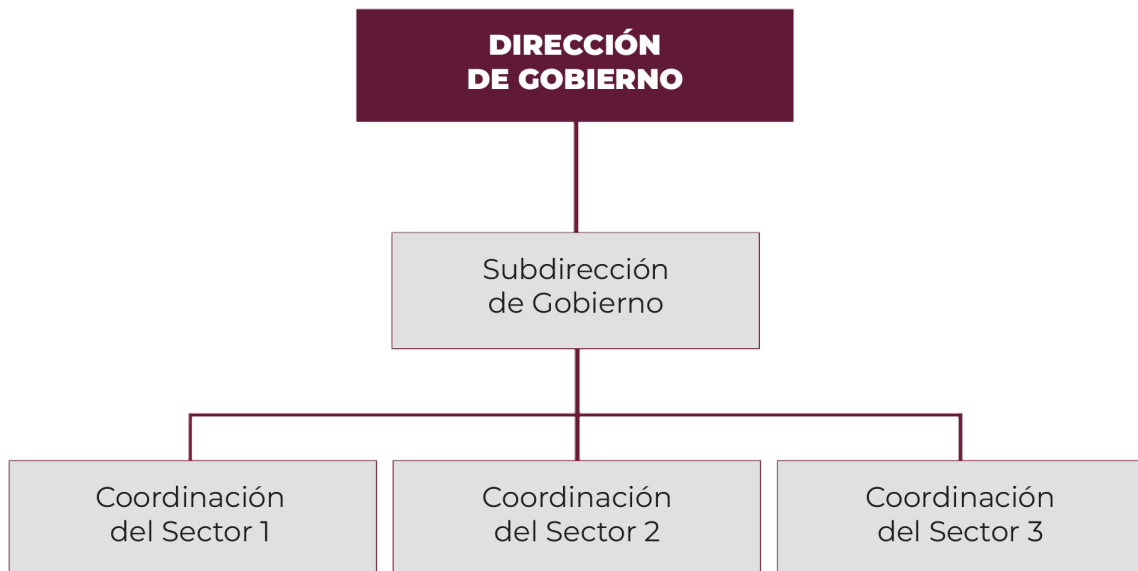 DIRECCIÓN
DE GOBIERNO
Subdirección
de Gobierno
Coordinación
del Sector 1
Coordinación
del Sector 2
Coordinación
del Sector 3